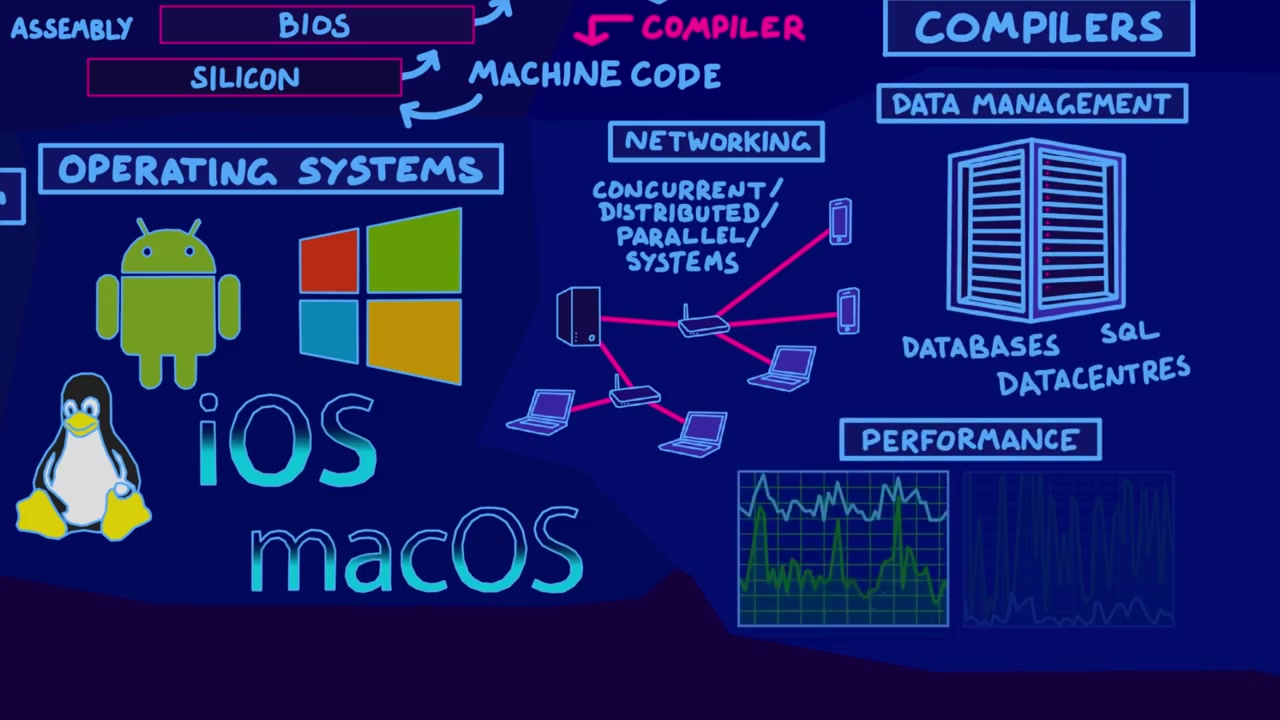 ASSEMBLY
BIOS
COMPILER
COMPILERS
SILICON
MACHINE CODE
DATA MANAGEMENT
OPERATING SYSTEMS
NETWORKING
CONCURRENT/
DISTRIBUTED/
PARALLEL/
SYSTEMS
DATABASES
SQL
DATACENTRES
iOS
macOS
PERFORMANCE